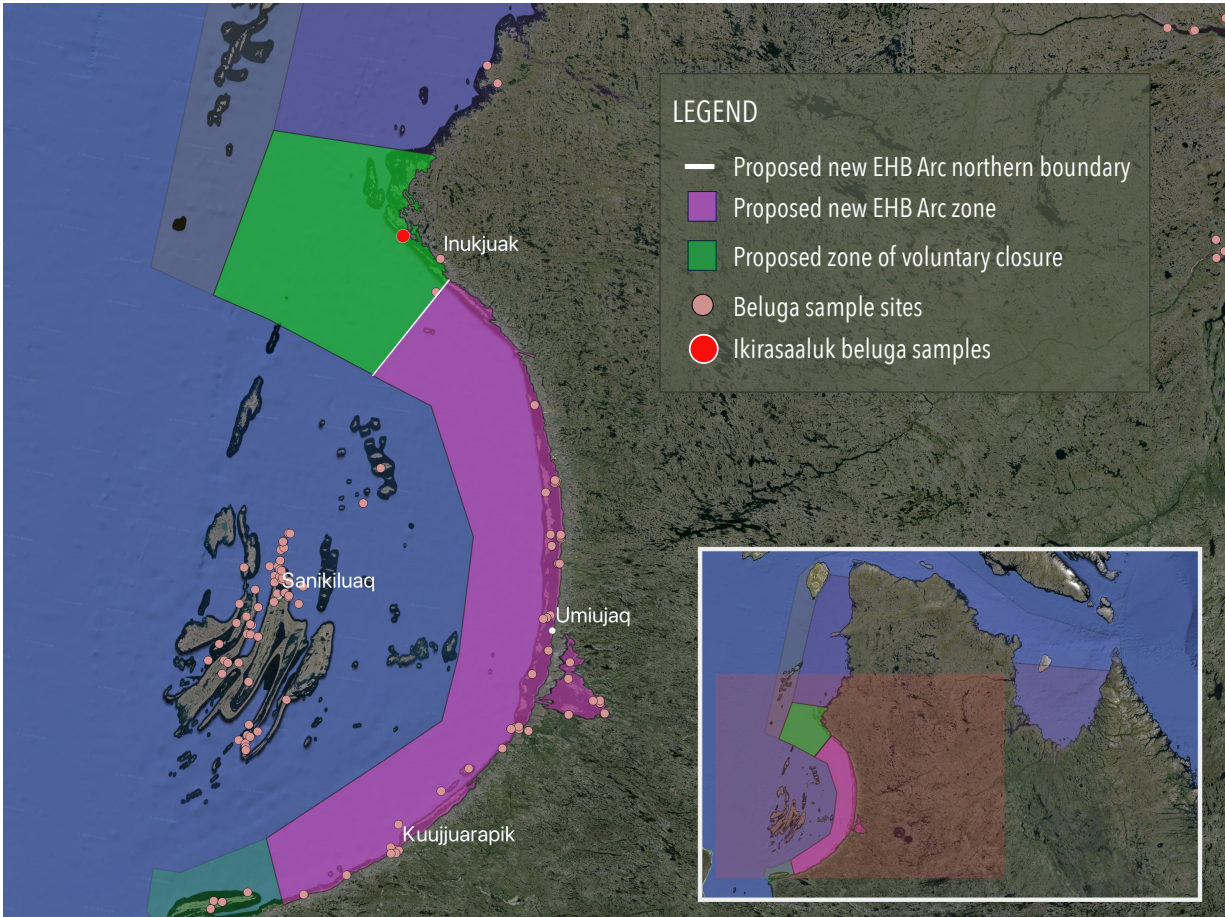 LEGEND
Proposed new EHB Arc northern boundary
Proposed new EHB Arc zone
Proposed zone of voluntary closure
Beluga sample sites
Ikirasaaluk beluga samples
Inukjuak
Sanikiluaq
Umiujaq
Kuujjuarapik